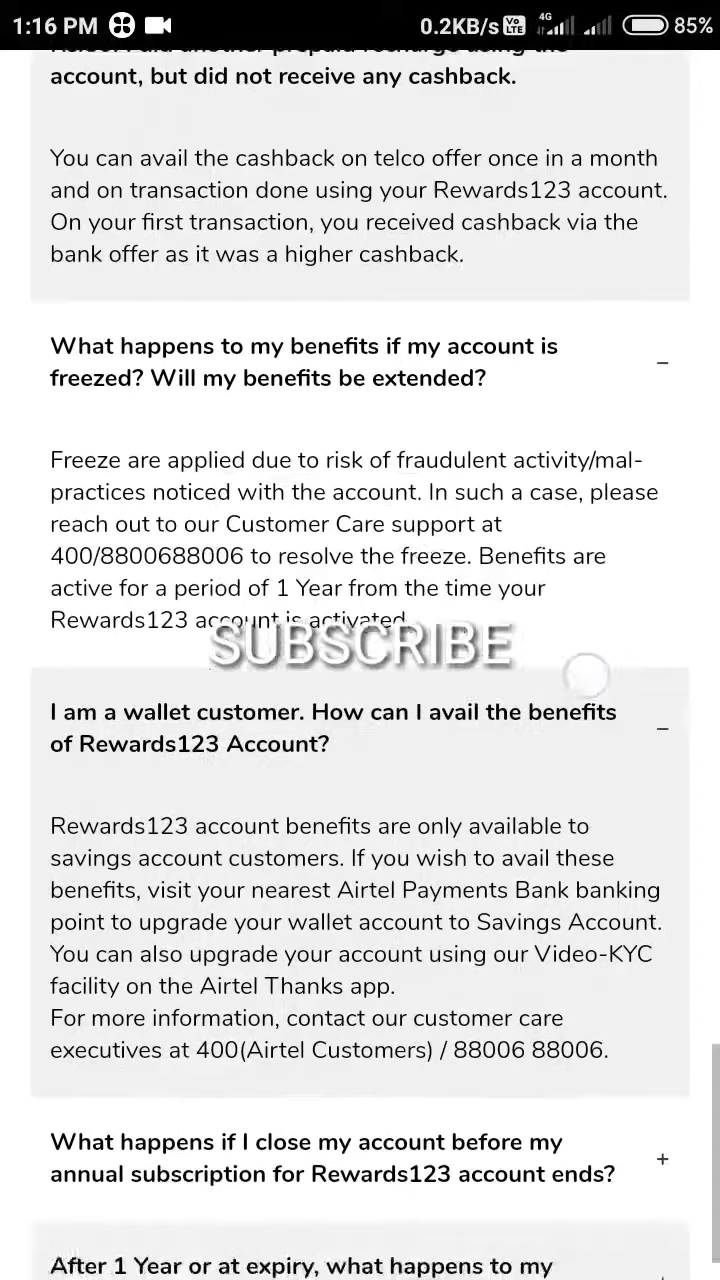 1:16 PM
0.2KB/s Vo LTE 4G 85%
account, but did not receive any cashback.
You can avail the cashback on telco offer once in a month
and on transaction done using your Rewards123 account.
On your first transaction, you received cashback via the
bank offer as it was a higher cashback.
What happens to my benefits if my account is
freezed? Will my benefits be extended?
Freeze are applied due to risk of fraudulent activity/mal-
practices noticed with the account. In such a case, please
reach out to our Customer Care support at
400/8800688006 to resolve the freeze. Benefits are
active for a period of 1 Year from the time your
Rewards123 account is activated.
SUBSCRIBE
I am a wallet customer. How can I avail the benefits
of Rewards123 Account?
Rewards123 account benefits are only available to
savings account customers. If you wish to avail these
benefits, visit your nearest Airtel Payments Bank banking
point to upgrade your wallet account to Savings Account.
You can also upgrade your account using our Video-KYC
facility on the Airtel Thanks app.
For more information, contact our customer care
executives at 400(Airtel Customers) / 88006 88006.
What happens if I close my account before my
annual subscription for Rewards123 account ends?
After 1 Year or at expiry, what happens to my